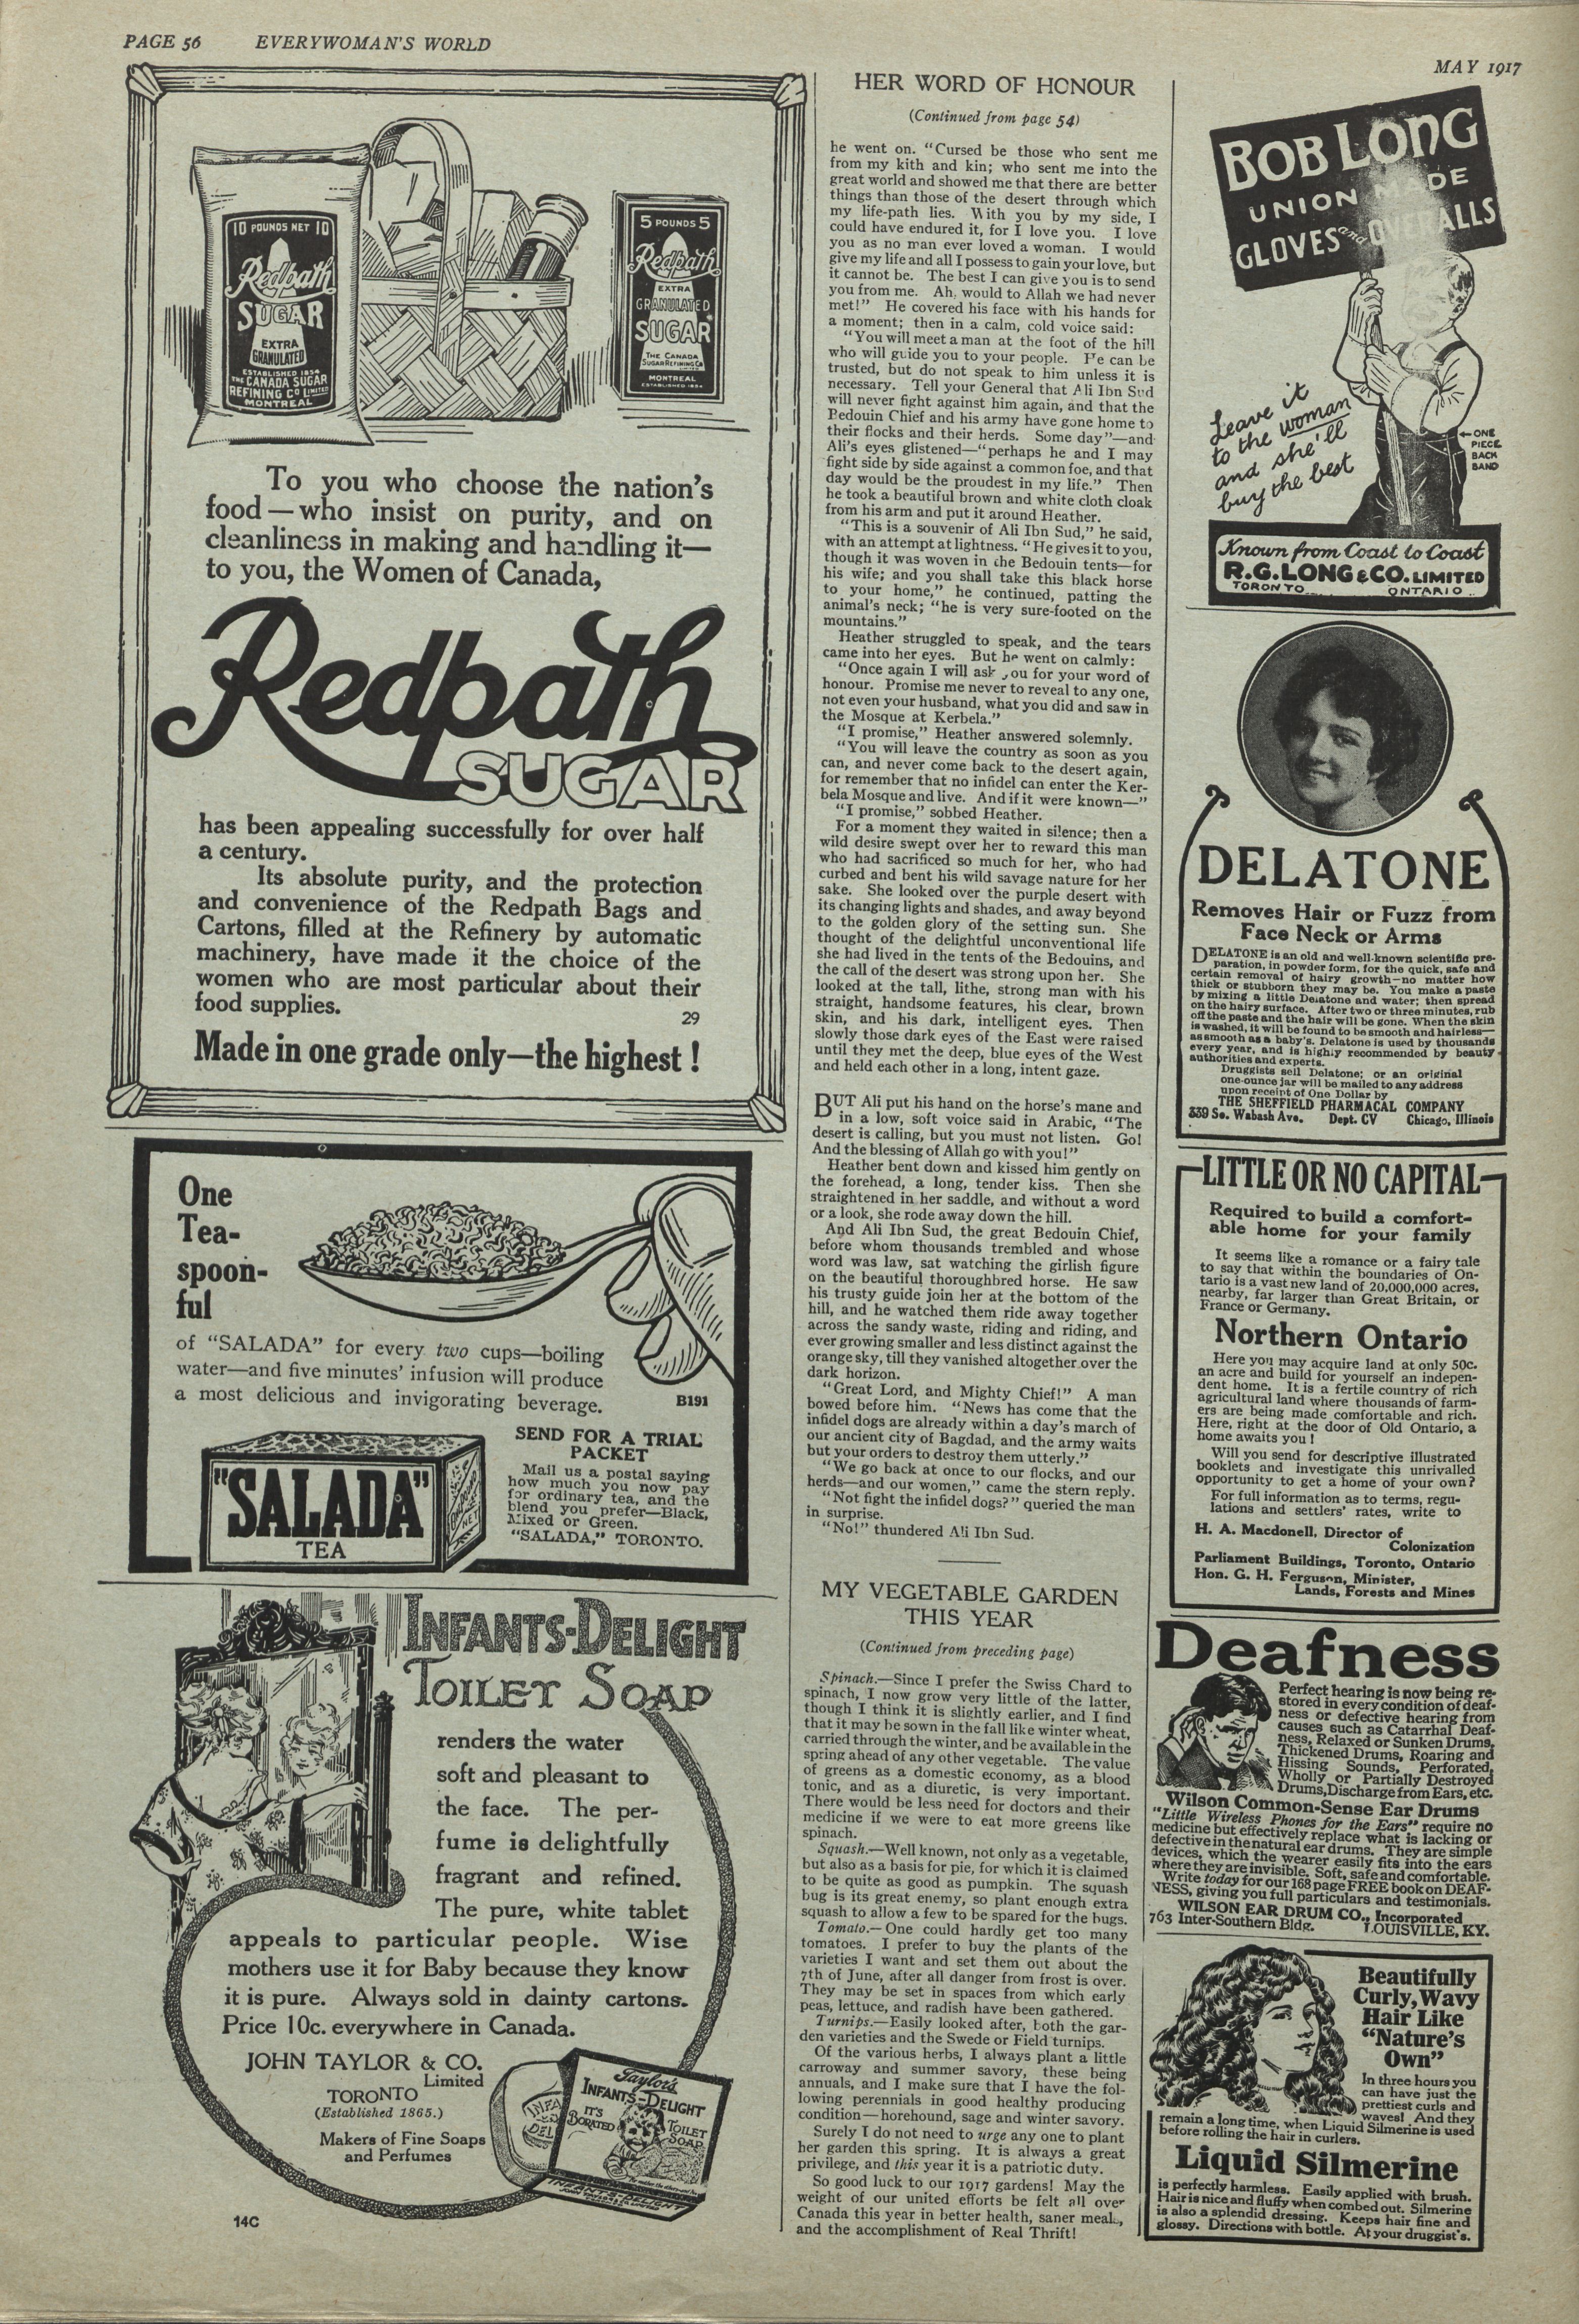 PAGE 56 EVERYWOMAN'S WORLD
MAY 1917
10 POUNDS NET 10
Redpath
SUGAR
EXTRA
GRANULATED
ESTABLISHED 1854
THE CANADA SUGAR
REFINING CO LIMITED
MONTREAL
5 POUNDS 5
Redpath
EXTRA
GRANULATED
SUGAR
THE CANADA
SUGAR REFINING CO
LIMITED
MONTREAL
ESTABLISHED 1854
To you who choose the nation's
food—who insist on purity, and on
cleanliness in making and handling it—
to you, the Women of Canada,
Redpath
SUGAR
has been appealing successfully for over half
a century.
Its absolute purity, and the protection
and convenience of the Redpath Bags and
Cartons, filled at the Refinery by automatic
machinery, have made it the choice of the
women who are most particular about their
food supplies.
29
Made in one grade only—the highest!
One
Tea-
spoon-
ful
of "SALADA" for every two cups—boiling
water—and five minutes' infusion will produce
a most delicious and invigorating beverage.
B191
"SALADA"
TEA
SEND FOR A TRIAL
PACKET
Mail us a postal saying
how much you now pay
for ordinary tea, and the
blend you prefer—Black,
Mixed or Green.
"SALADA," TORONTO.
INFANTS-DELIGHT
TOILET SOAP
renders the water
soft and pleasant to
the face. The per-
fume is delightfully
fragrant and refined.
The pure, white tablet
appeals to particular people. Wise
mothers use it for Baby because they know
it is pure. Always sold in dainty cartons.
Price 10c. everywhere in Canada.
JOHN TAYLOR & CO.
Limited
TORONTO
(Established 1865.)
Makers of Fine Soaps
and Perfumes
Taylor's
INFANTS-DELIGHT
IT'S
BORATED
TOILET
SOAP
INFANTS-DELIGHT
14C
HER WORD OF HONOUR
(Continued from page 54)
he went on. "Cursed be those who sent me
from my kith and kin; who sent me into the
great world and showed me that there are better
things than those of the desert through which
my life-path lies. With you by my side, I
could have endured it, for I love you. I love
you as no man ever loved a woman. I would
give my life and all I possess to gain your love, but
it cannot be. The best I can give you is to send
you from me. Ah, would to Allah we had never
met!" He covered his face with his hands for
a moment; then in a calm, cold voice said:
"You will meet a man at the foot of the hill
who will guide you to your people. He can be
trusted, but do not speak to him unless it is
necessary. Tell your General that Ali Ibn Sud
will never fight against him again, and that the
Bedouin Chief and his army have gone home to
their flocks and their herds. Some day"—and
Ali's eyes glistened—"perhaps he and I may
fight side by side against a common foe, and that
day would be the proudest in my life." Then
he took a beautiful brown and white cloth cloak
from his arm and put it around Heather.
"This is a souvenir of Ali Ibn Sud," he said,
with an attempt at lightness. "He gives it to you,
though it was woven in the Bedouin tents—for
his wife; and you shall take this black horse
to your home," he continued, patting the
animal's neck; "he is very sure-footed on the
mountains."
Heather struggled to speak, and the tears
came into her eyes. But he went on calmly:
"Once again I will ask you for your word of
honour. Promise me never to reveal to any one,
not even your husband, what you did and saw in
the Mosque at Kerbela."
"I promise," Heather answered solemnly.
"You will leave the country as soon as you
can, and never come back to the desert again,
for remember that no infidel can enter the Ker-
bela Mosque and live. And if it were known—"
"I promise," sobbed Heather.
For a moment they waited in silence; then a
wild desire swept over her to reward this man
who had sacrificed so much for her, who had
curbed and bent his wild savage nature for her
sake. She looked over the purple desert with
its changing lights and shades, and away beyond
to the golden glory of the setting sun. She
thought of the delightful unconventional life
she had lived in the tents of the Bedouins, and
the call of the desert was strong upon her. She
looked at the tall, lithe, strong man with his
straight, handsome features, his clear, brown
skin, and his dark, intelligent eyes. Then
slowly those dark eyes of the East were raised
until they met the deep, blue eyes of the West
and held each other in a long, intent gaze.
BUT Ali put his hand on the horse's mane and
in a low, soft voice said in Arabic, "The
desert is calling, but you must not listen. Go!
And the blessing of Allah go with you!"
Heather bent down and kissed him gently on
the forehead, a long, tender kiss. Then she
straightened in her saddle, and without a word
or a look, she rode away down the hill.
And Ali Ibn Sud, the great Bedouin Chief,
before whom thousands trembled and whose
word was law, sat watching the girlish figure
on the beautiful thoroughbred horse. He saw
his trusty guide join her at the bottom of the
hill, and he watched them ride away together
across the sandy waste, riding and riding, and
ever growing smaller and less distinct against the
orange sky, till they vanished altogether over the
dark horizon.
"Great Lord, and Mighty Chief!" A man
bowed before him. "News has come that the
infidel dogs are already within a day's march of
our ancient city of Bagdad, and the army waits
but your orders to destroy them utterly."
"We go back at once to our flocks, and our
herds—and our women," came the stern reply.
"Not fight the infidel dogs?" queried the man
in surprise.
"No!" thundered Ali Ibn Sud.
MY VEGETABLE GARDEN
THIS YEAR
(Continued from preceding page)
Spinach.—Since I prefer the Swiss Chard to
spinach, I now grow very little of the latter,
though I think it is slightly earlier, and I find
that it may be sown in the fall like winter wheat,
carried through the winter, and be available in the
spring ahead of any other vegetable. The value
of greens as a domestic economy, as a blood
tonic, and as a diuretic, is very important.
There would be less need for doctors and their
medicine if we were to eat more greens like
spinach.
Squash.—Well known, not only as a vegetable,
but also as a basis for pie, for which it is claimed
to be quite as good as pumpkin. The squash
bug is its great enemy, so plant enough extra
squash to allow a few to be spared for the bugs.
Tomato.—One could hardly get too many
tomatoes. I prefer to buy the plants of the
varieties I want and set them out about the
7th of June, after all danger from frost is over.
They may be set in spaces from which early
peas, lettuce, and radish have been gathered.
Turnips.—Easily looked after, both the gar-
den varieties and the Swede or Field turnips.
Of the various herbs, I always plant a little
carroway and summer savory, these being
annuals, and I make sure that I have the fol-
lowing perennials in good healthy producing
condition—horehound, sage and winter savory.
Surely I do not need to urge any one to plant
her garden this spring. It is always a great
privilege, and this year it is a patriotic duty.
So good luck to our 1917 gardens! May the
weight of our united efforts be felt all over
Canada this year in better health, saner meals,
and the accomplishment of Real Thrift!
BOB LONG
UNION MADE
GLOVES and OVERALLS
Leave it
to the woman
and she'll
buy the best
←ONE
PIECE
BACK
BAND
Known from Coast to Coast
R.G. LONG & CO. LIMITED
TORONTO ONTARIO
DELATONE
Removes Hair or Fuzz from
Face Neck or Arms
DELATONE is an old and well-known scientific pre-
paration, in powder form, for the quick, safe and
certain removal of hairy growth—no matter how
thick or stubborn they may be. You make a paste
by mixing a little Delatone and water; then spread
on the hairy surface. After two or three minutes, rub
off the paste and the hair will be gone. When the skin
is washed, it will be found to be smooth and hairless—
as smooth as a baby's. Delatone is used by thousands
every year, and is highly recommended by beauty
authorities and experts.
Druggists sell Delatone; or an original
one-ounce jar will be mailed to any address
upon receipt of One Dollar by
THE SHEFFIELD PHARMACAL COMPANY
339 So. Wabash Ave. Dept. CV Chicago, Illinois
LITTLE OR NO CAPITAL
Required to build a comfort-
able home for your family
It seems like a romance or a fairy tale
to say that within the boundaries of On-
tario is a vast new land of 20,000,000 acres,
nearby, far larger than Great Britain, or
France or Germany.
Northern Ontario
Here you may acquire land at only 50c.
an acre and build for yourself an indepen-
dent home. It is a fertile country of rich
agricultural land where thousands of farm-
ers are being made comfortable and rich.
Here, right at the door of Old Ontario, a
home awaits you!
Will you send for descriptive illustrated
booklets and investigate this unrivalled
opportunity to get a home of your own?
For full information as to terms, regu-
lations and settlers' rates, write to
H. A. Macdonell, Director of
Colonization
Parliament Buildings, Toronto, Ontario
Hon. G. H. Ferguson, Minister,
Lands, Forests and Mines
Deafness
Perfect hearing is now being re-
stored in every condition of deaf-
ness or defective hearing from
causes such as Catarrhal Deaf-
ness, Relaxed or Sunken Drums,
Thickened Drums, Roaring and
Hissing Sounds, Perforated,
Wholly or Partially Destroyed
Drums, Discharge from Ears, etc.
Wilson Common-Sense Ear Drums
"Little Wireless Phones for the Ears" require no
medicine but effectively replace what is lacking or
defective in the natural ear drums. They are simple
devices, which the wearer easily fits into the ears
where they are invisible. Soft, safe and comfortable.
Write today for our 168 page FREE book on DEAF-
NESS, giving you full particulars and testimonials.
WILSON EAR DRUM CO., Incorporated
763 Inter-Southern Bldg. LOUISVILLE, KY.
Beautifully
Curly, Wavy
Hair Like
"Nature's
Own"
In three hours you
can have just the
prettiest curls and
waves! And they
remain a long time, when Liquid Silmerine is used
before rolling the hair in curlers.
Liquid Silmerine
is perfectly harmless. Easily applied with brush.
Hair is nice and fluffy when combed out. Silmerine
is also a splendid dressing. Keeps hair fine and
glossy. Directions with bottle. At your druggist's.